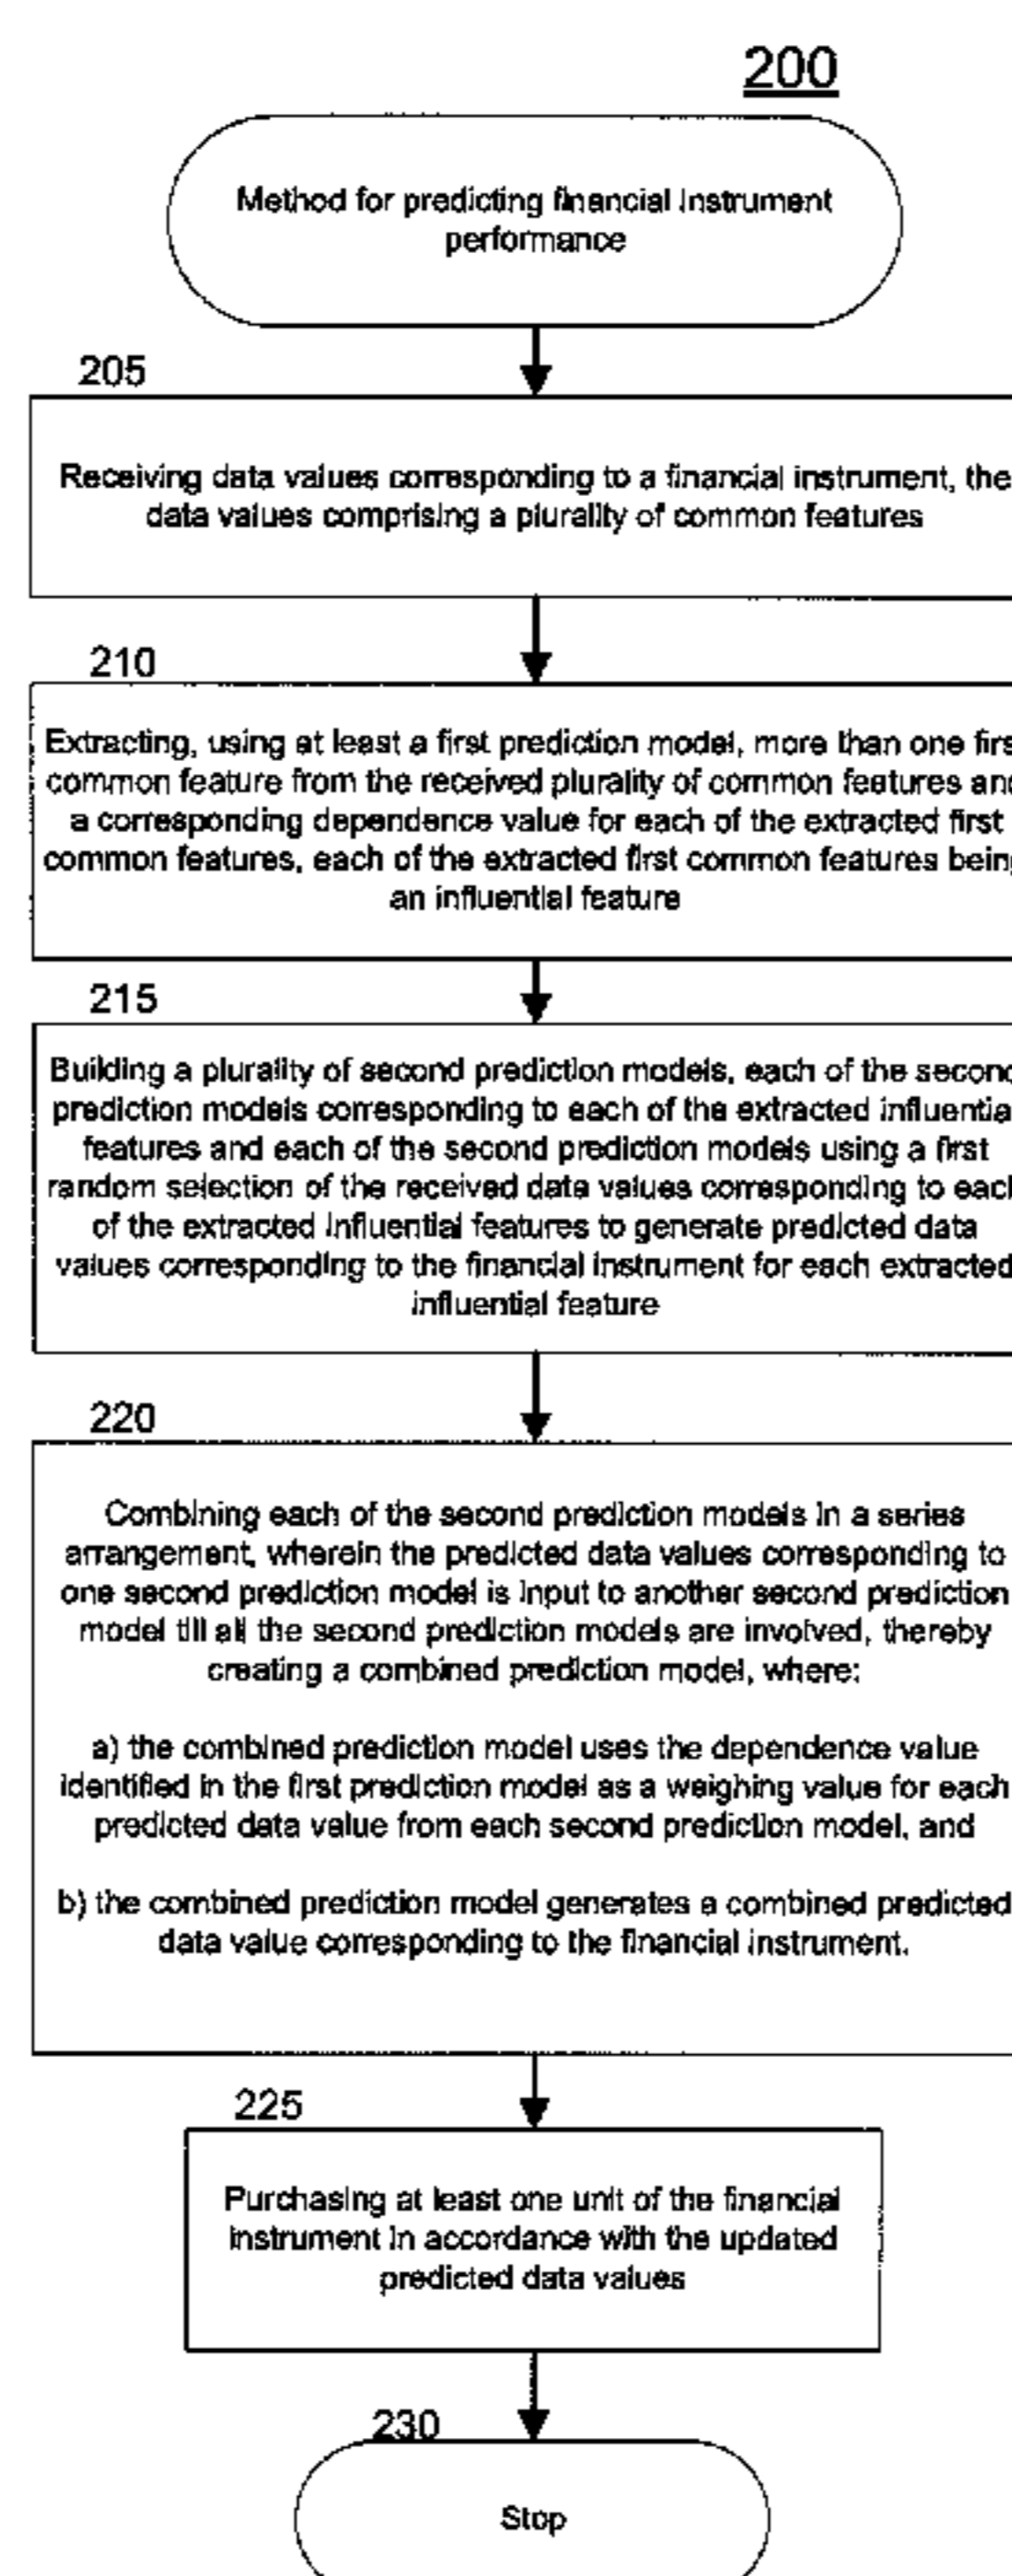 200
Method for predicting financial instrument
performance
205
Receiving data values corresponding to a financial instrument, the
data values comprising a plurality of common features
210
Extracting, using at least a first prediction model, more than one firs
common feature from the received plurality of common features and
a corresponding dependence value for each of the extracted first
common features, each of the extracted first common features being
an influential feature
215
Building a plurality of second prediction models, each of the second
prediction models corresponding to each of the extracted influentia
features and each of the second prediction models using a first
random selection of the received data values corresponding to each
of the extracted influential features to generate predicted data
values corresponding to the financial instrument for each extracted
influential feature
220
Combining each of the second prediction models in a series
arrangement, wherein the predicted data values corresponding to
one second prediction model is input to another second prediction
model till all the second prediction models are involved, thereby
creating a combined prediction model, where:
a) the combined prediction model uses the dependence value
identified in the first prediction model as a weighing value for each
predicted data value from each second prediction model, and
b) the combined prediction model generates a combined predicted
data value corresponding to the financial instrument.
225
Purchasing at least one unit of the financial
instrument in accordance with the updated
predicted data values
230
Stop